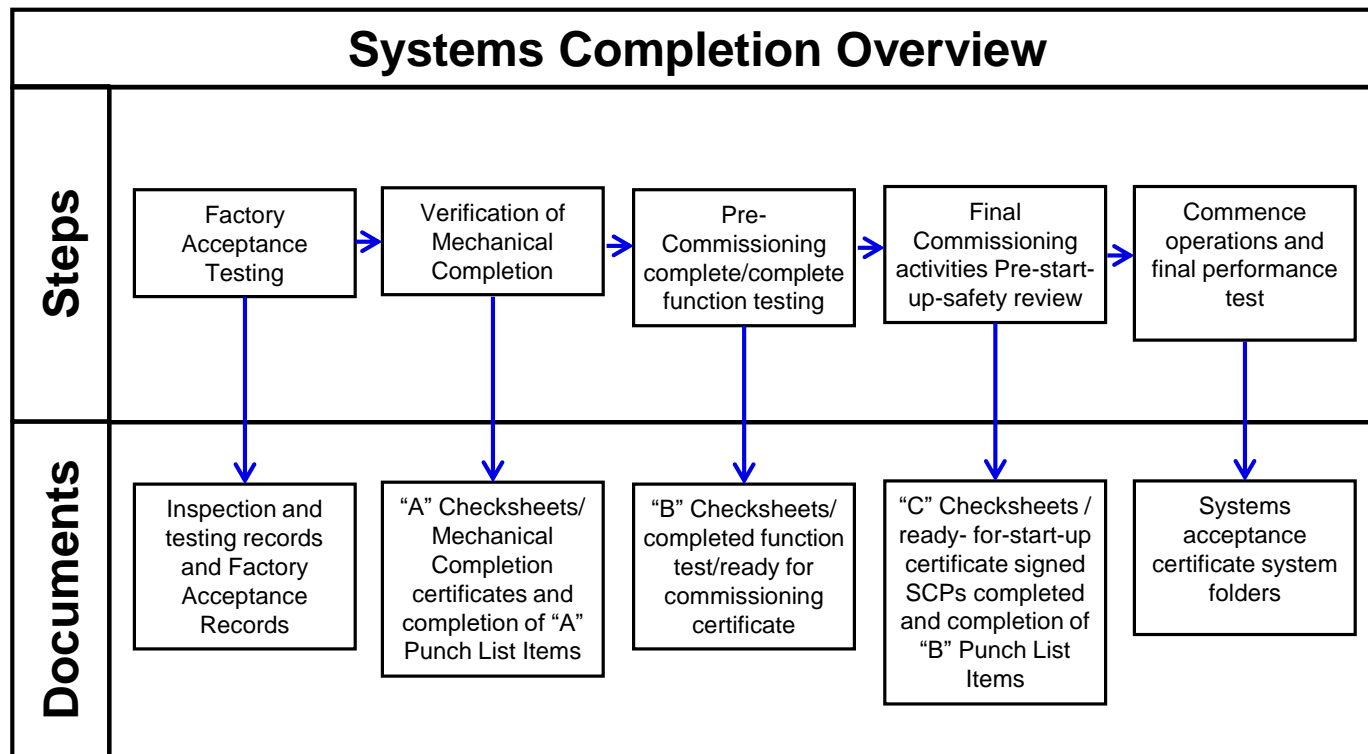 Systems Completion Overview
Steps
Factory
Acceptance
Testing
Verification of
Mechanical
Completion
Pre-
Commissioning
complete/complete
function testing
Final
Commissioning
activities Pre-start-
up-safety review
Commence
operations and
final performance
test
Documents
Inspection and
testing records
and Factory
Acceptance
Records
“A” Checksheets/
Mechanical
Completion
certificates and
completion of “A”
Punch List Items
“B” Checksheets/
completed function
test/ready for
commissioning
certificate
“C” Checksheets /
ready- for-start-up
certificate signed
SCPs completed
and completion of
“B” Punch List
Items
Systems
acceptance
certificate system
folders